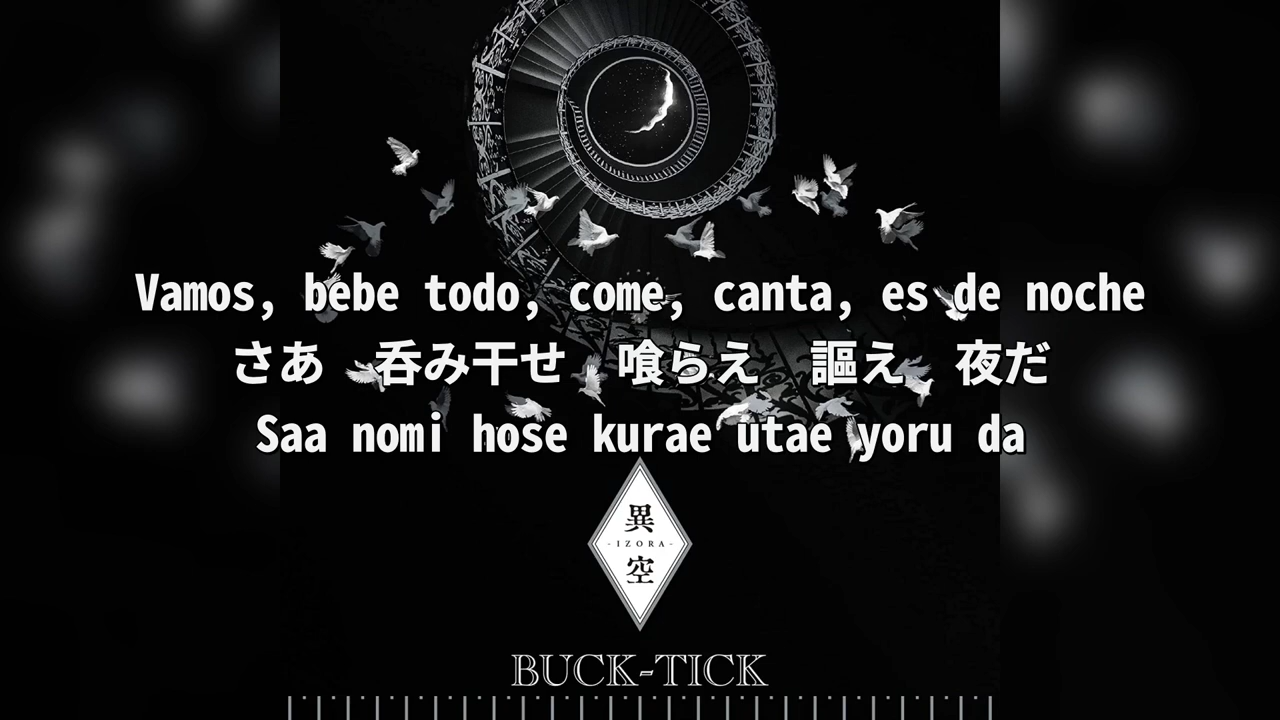 Vamos, bebe todo, come, canta, es de noche
さあ　呑み干せ　喰らえ　謳え　夜だ
Saa nomi hose kurae utae yoru da
異
-IZORA-
空
BUCK-TICK